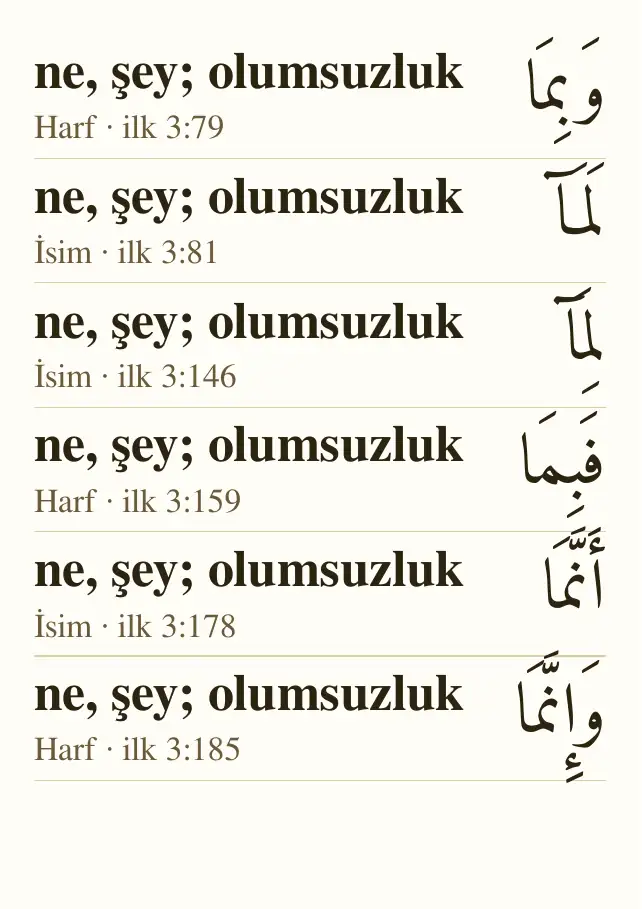 ne, şey; olumsuzluk وَبِمَا
Harf · ilk 3:79
ne, şey; olumsuzluk لَمَآ
İsim · ilk 3:81
ne, şey; olumsuzluk لِمَآ
İsim · ilk 3:146
ne, şey; olumsuzluk فَبِمَا
Harf · ilk 3:159
ne, şey; olumsuzluk أَنَّمَا
İsim · ilk 3:178
ne, şey; olumsuzluk وَإِنَّمَا
Harf · ilk 3:185